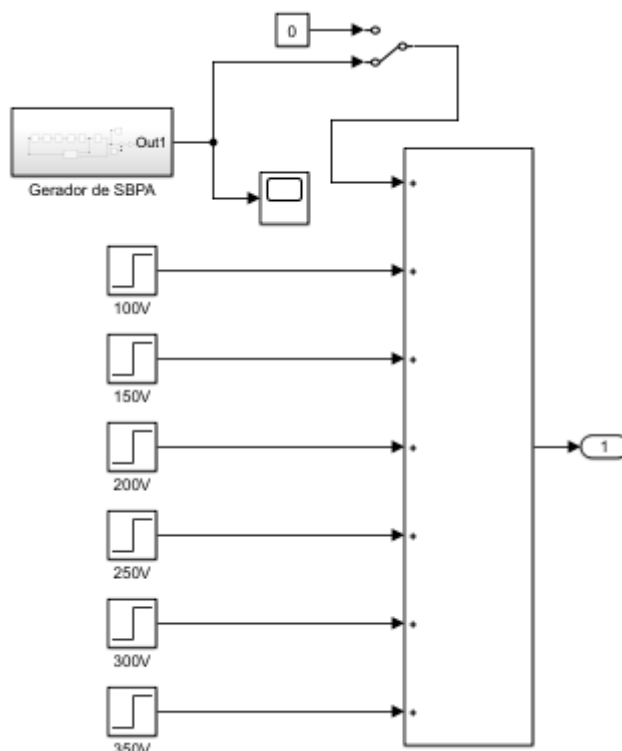 0
Out1
Gerador de SBPA
+
100V
+
150V
+
200V
+
1
250V
+
300V
+
350V
+